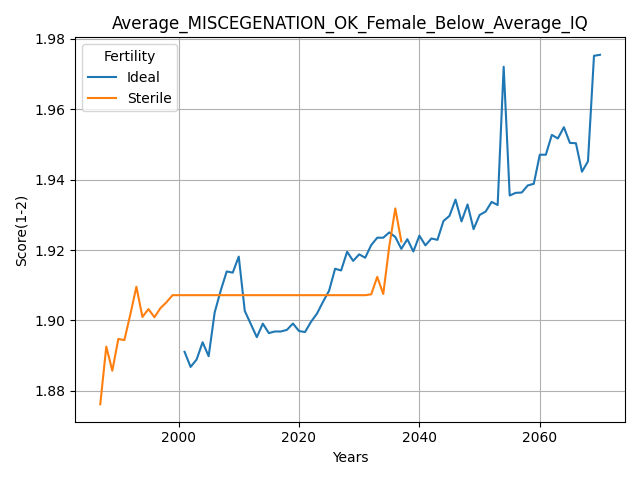 Average_MISCEGENATION_OK_Female_Below_Average_IQ
Fertility
Ideal
Sterile
Score(1-2)
1.98
1.96
1.94
1.92
1.90
1.88
2000
2020
2040
2060
Years